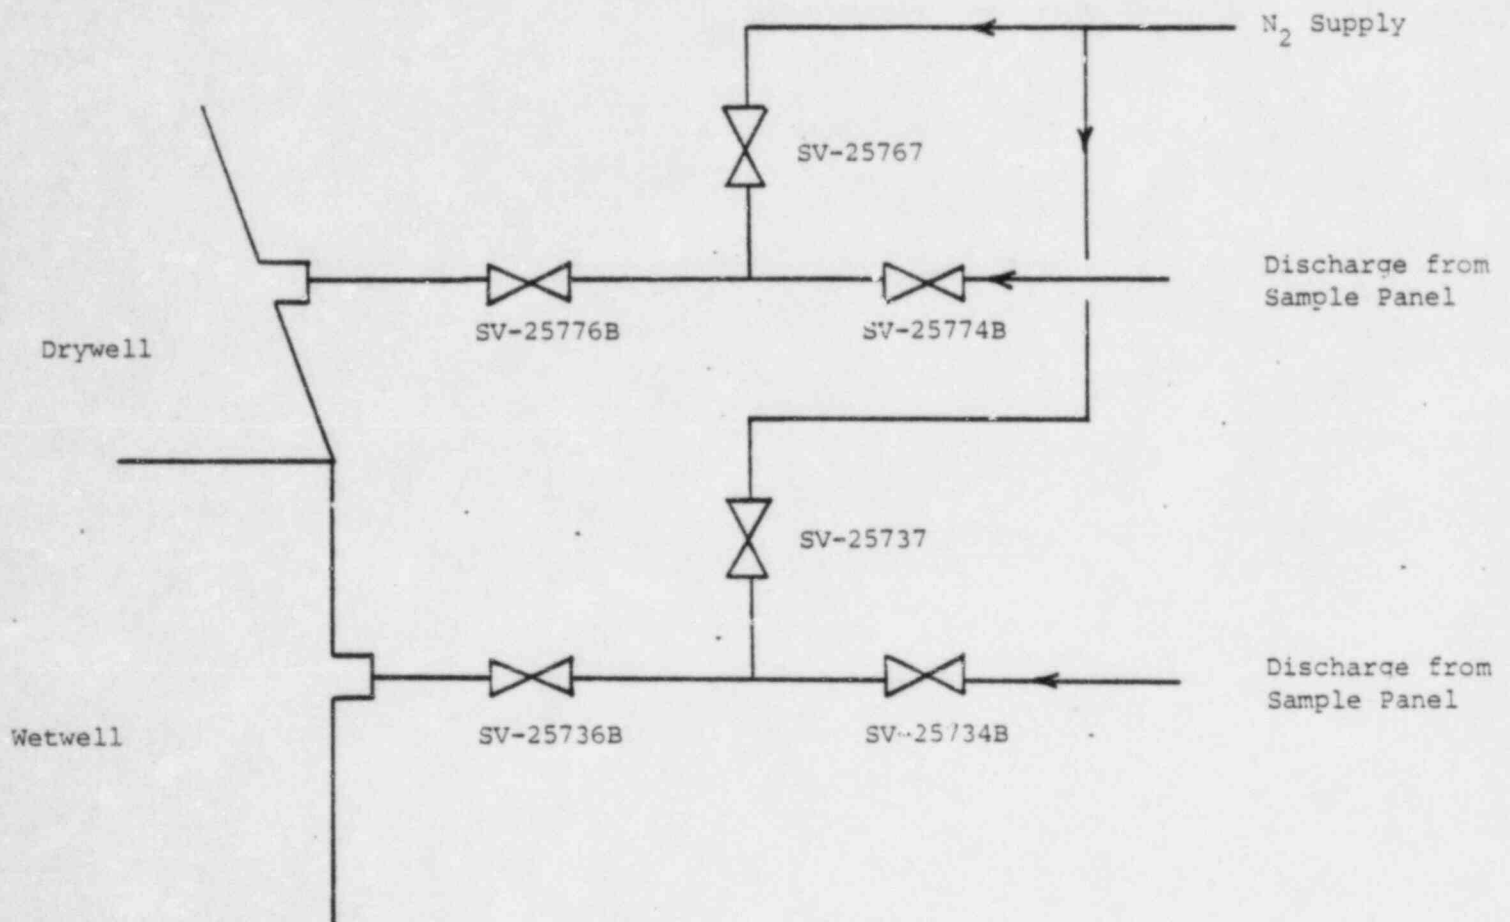 N₂ Supply
SV-25767
Discharge from
Sample Panel
SV-25776B
SV-25774B
Drywell
SV-25737
Discharge from
Sample Panel
SV-25736B
SV-25734B
Wetwell